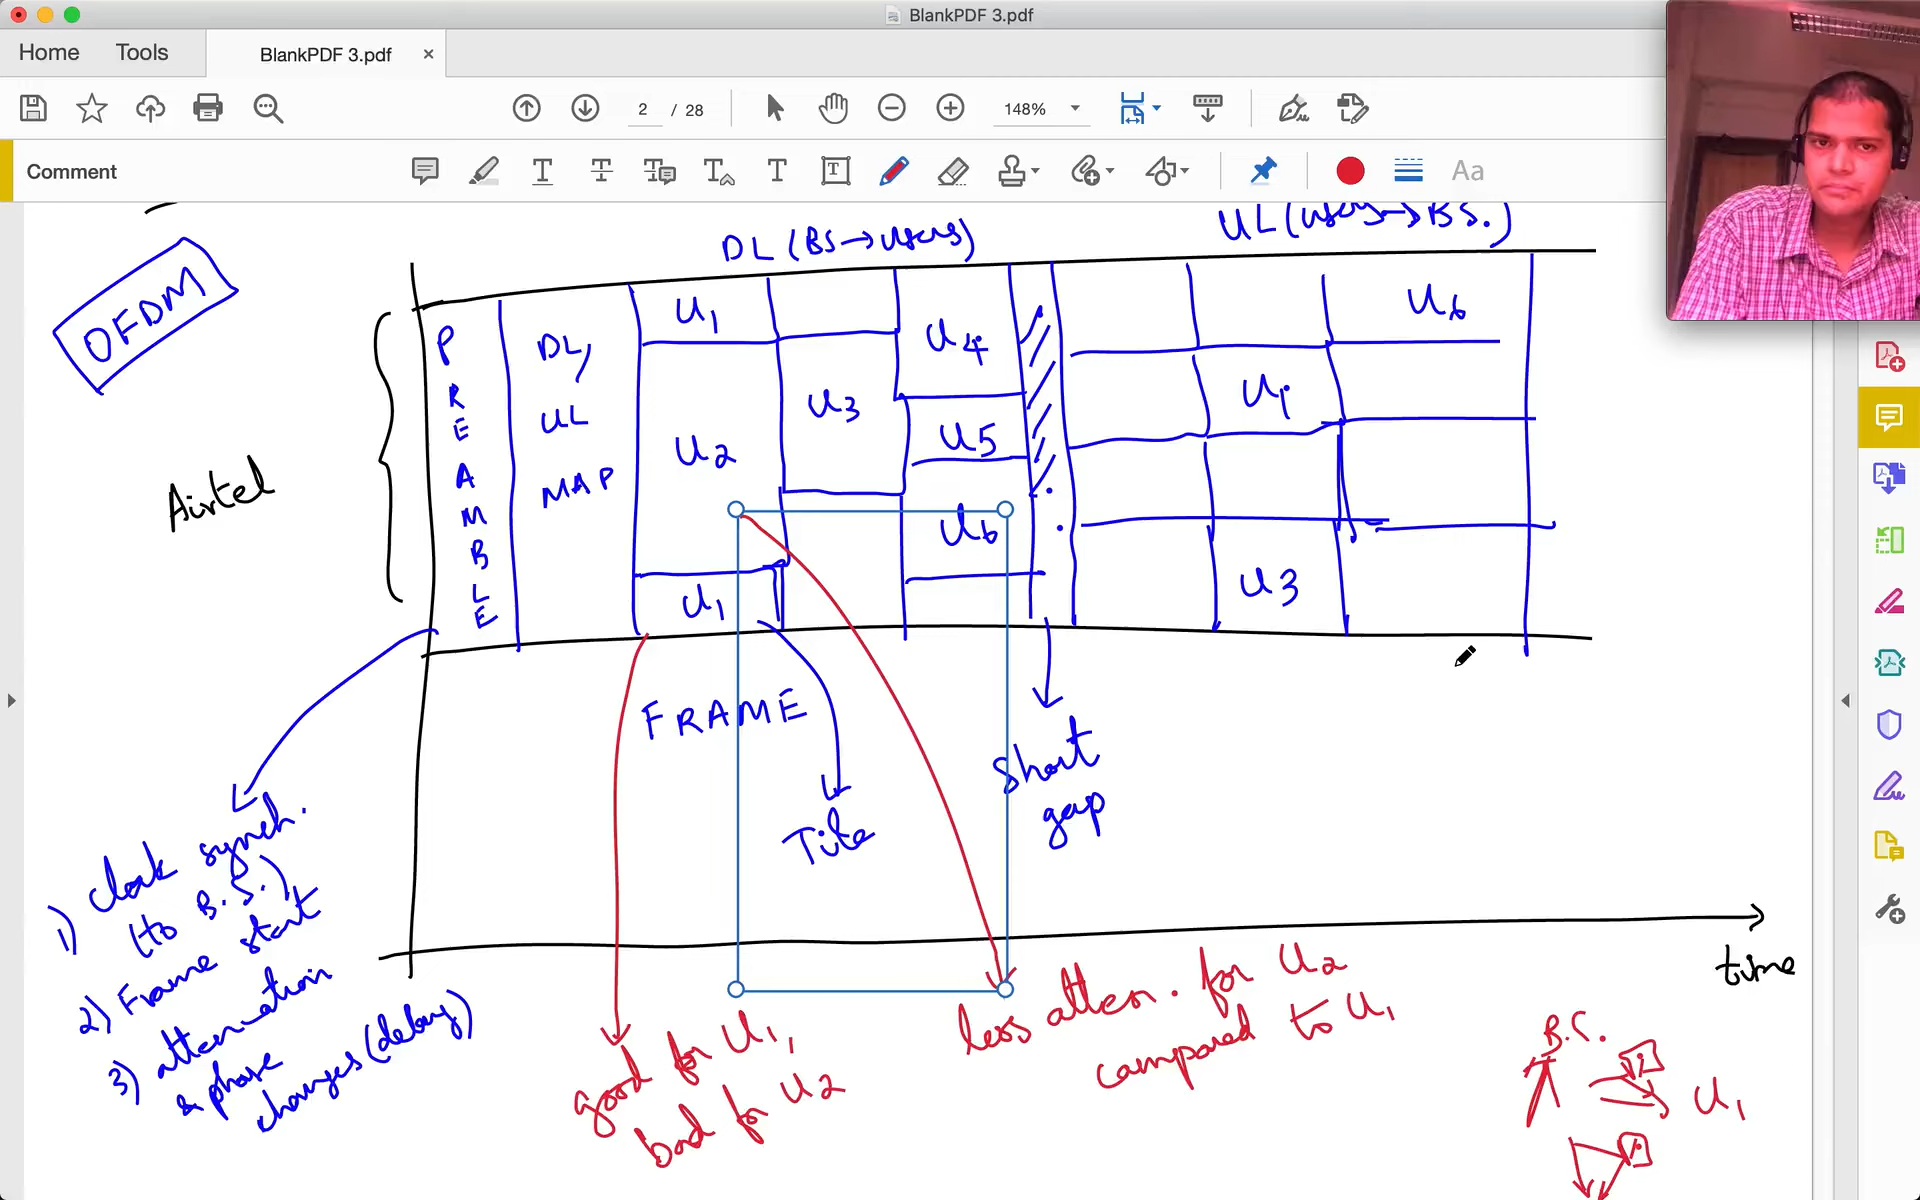 BlankPDF 3.pdf
Home Tools BlankPDF 3.pdf ×
2 / 28 148%
Comment Aa
DL (BS→users) UL (users→BS.)
OFDM
Airtel
PREAMBLE
DL/
UL
MAP
U1
U2
U1
U3
U4
U5
U6
U1
U3
U6
FRAME
Tile
Short
gap
time
1) clock synch.
(to B.S.)
2) Frame start
3) attenuation
& phase
changes (delay)
good for U1,
bad for U2
less atten. for U2
compared to U1
B.S.
U1